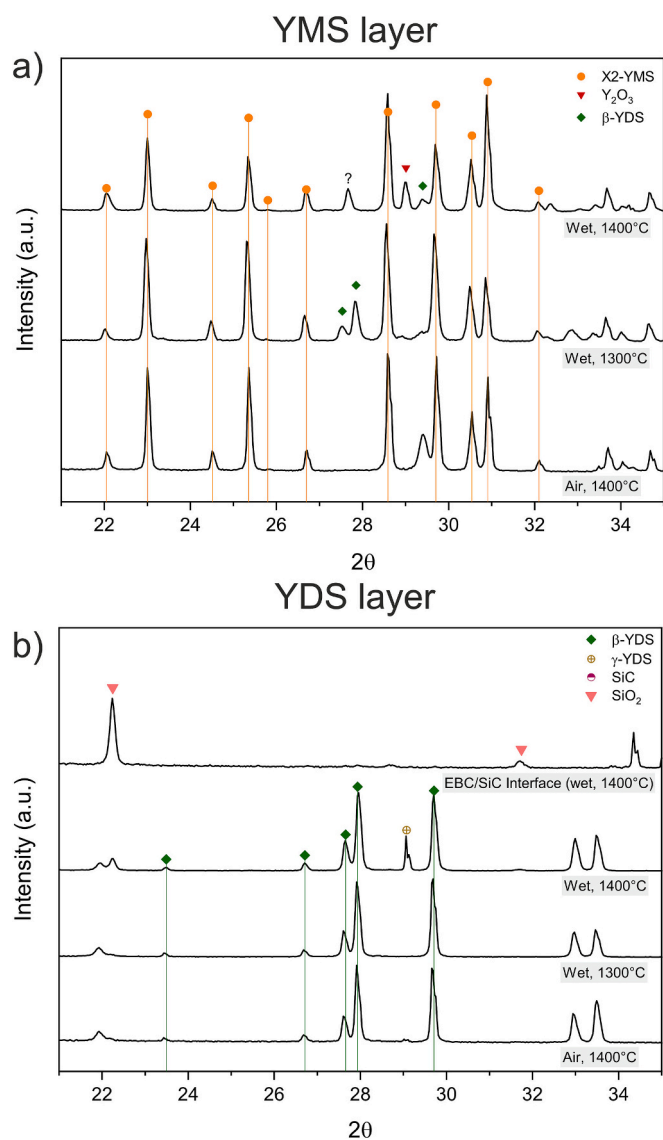 YMS layer
a)
X2-YMS
Y₂O₃
β-YDS
?
Wet, 1400°C
Wet, 1300°C
Air, 1400°C
Intensity (a.u.)
22 24 26 28 30 32 34
2θ
YDS layer
b)
β-YDS
γ-YDS
SiC
SiO₂
EBC/SiC Interface (wet, 1400°C)
Wet, 1400°C
Wet, 1300°C
Air, 1400°C
Intensity (a.u.)
22 24 26 28 30 32 34
2θ